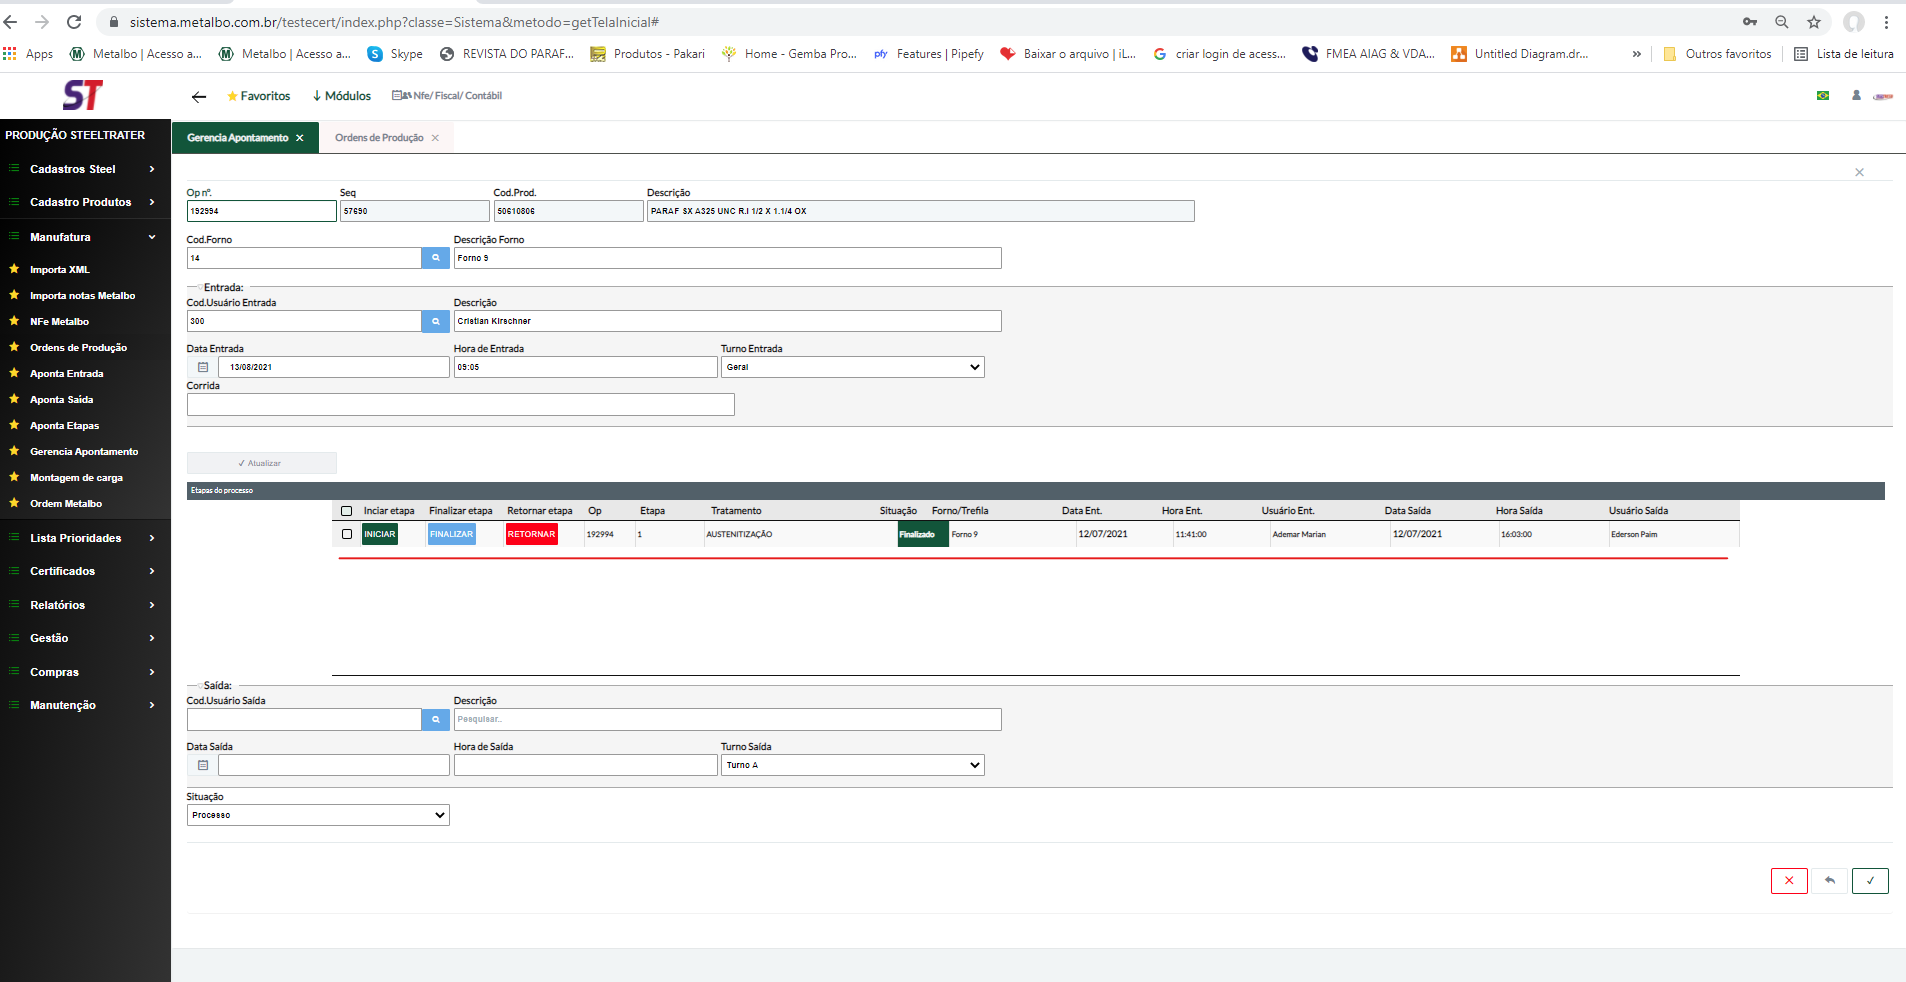 sistema.metalbo.com.br/testecert/index.php?classe=Sistema&metodo=getTelaInicial#
Apps Metalbo | Acesso a... Metalbo | Acesso a... Skype REVISTA DO PARAF... Produtos - Pakari Home - Gemba Pro... pfy Features | Pipefy Baixar o arquivo | iL... criar login de acess... FMEA AIAG & VDA... Untitled Diagram.dr... » Outros favoritos Lista de leitura
ST
Favoritos Módulos Nfe/ Fiscal/ Contábil
PRODUÇÃO STEELTRATER
Cadastros Steel
Cadastro Produtos
Manufatura
Importa XML
Importa notas Metalbo
NFe Metalbo
Ordens de Produção
Aponta Entrada
Aponta Saída
Aponta Etapas
Gerencia Apontamento
Montagem de carga
Ordem Metalbo
Lista Prioridades
Certificados
Relatórios
Gestão
Compras
Manutenção
Gerencia Apontamento × Ordens de Produção ×
Op nº. Seq Cod.Prod. Descrição
192994 57690 50610806 PARAF SX A325 UNC R.I 1/2 X 1.1/4 OX
Cod.Forno Descrição Forno
14 Forno 9
Entrada:
Cod.Usuário Entrada Descrição
300 Cristian Kirschner
Data Entrada Hora de Entrada Turno Entrada
13/08/2021 09:05 Geral
Corrida
✓ Atualizar
Etapas do processo
Inciar etapa Finalizar etapa Retornar etapa Op Etapa Tratamento Situação Forno/Trefila Data Ent. Hora Ent. Usuário Ent. Data Saída Hora Saída Usuário Saída
INICIAR FINALIZAR RETORNAR 192994 1 AUSTENITIZAÇÃO Finalizado Forno 9 12/07/2021 11:41:00 Ademar Marian 12/07/2021 16:03:00 Ederson Paim
Saída:
Cod.Usuário Saída Descrição
Pesquisar..
Data Saída Hora de Saída Turno Saída
Turno A
Situação
Processo